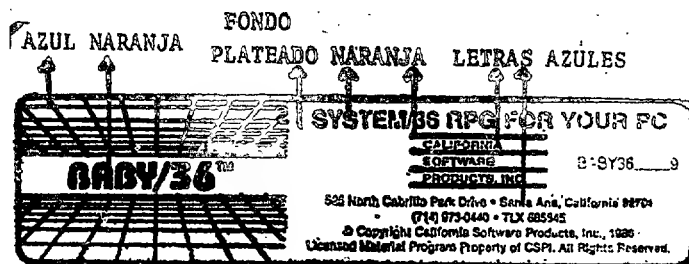 FONDO
AZUL NARANJA PLATEADO NARANJA LETRAS AZULES
SYSTEM/36 RPG FOR YOUR PC
CALIFORNIA
SOFTWARE
PRODUCTS, INC.
BABY/36™
525 North Cabrillo Park Drive • Santa Ana, California 92701
(714) 973-0440 • TLX 685545
© Copyright California Software Products, Inc., 1986
Licensed Material Program Property of CSPI. All Rights Reserved.